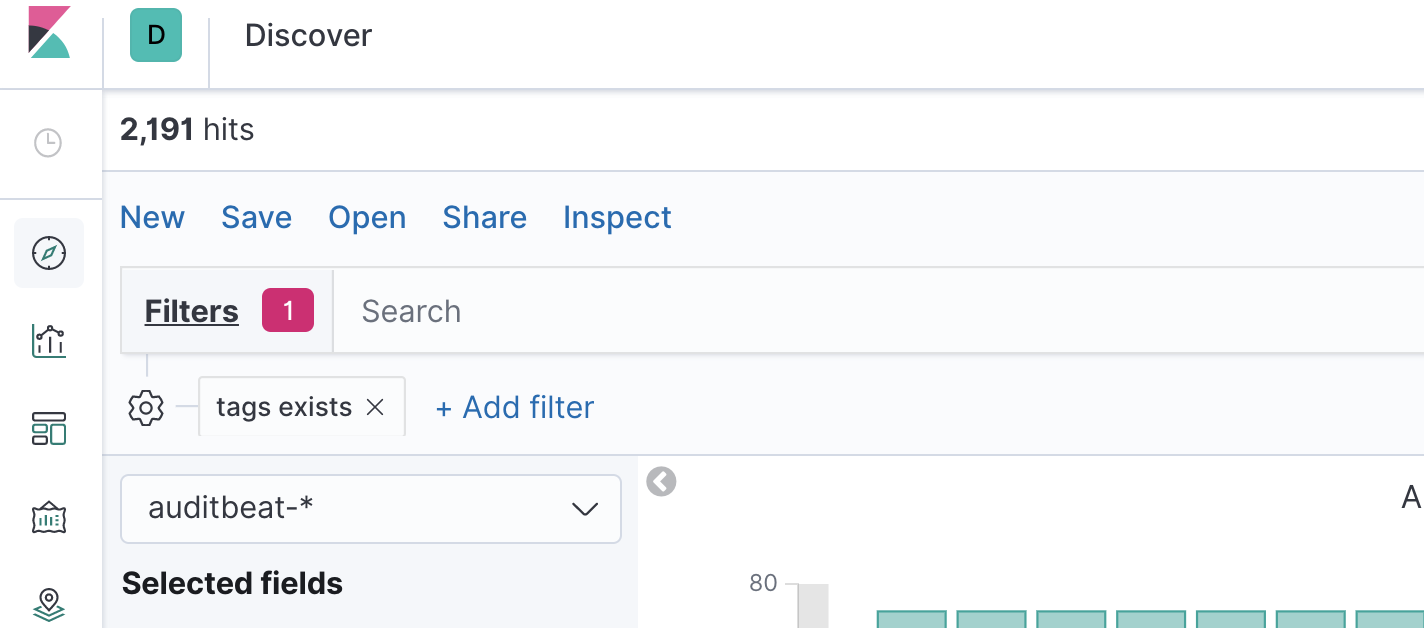 D Discover
2,191 hits
New Save Open Share Inspect
Filters 1 Search
tags exists + Add filter
auditbeat-*
A
Selected fields
80